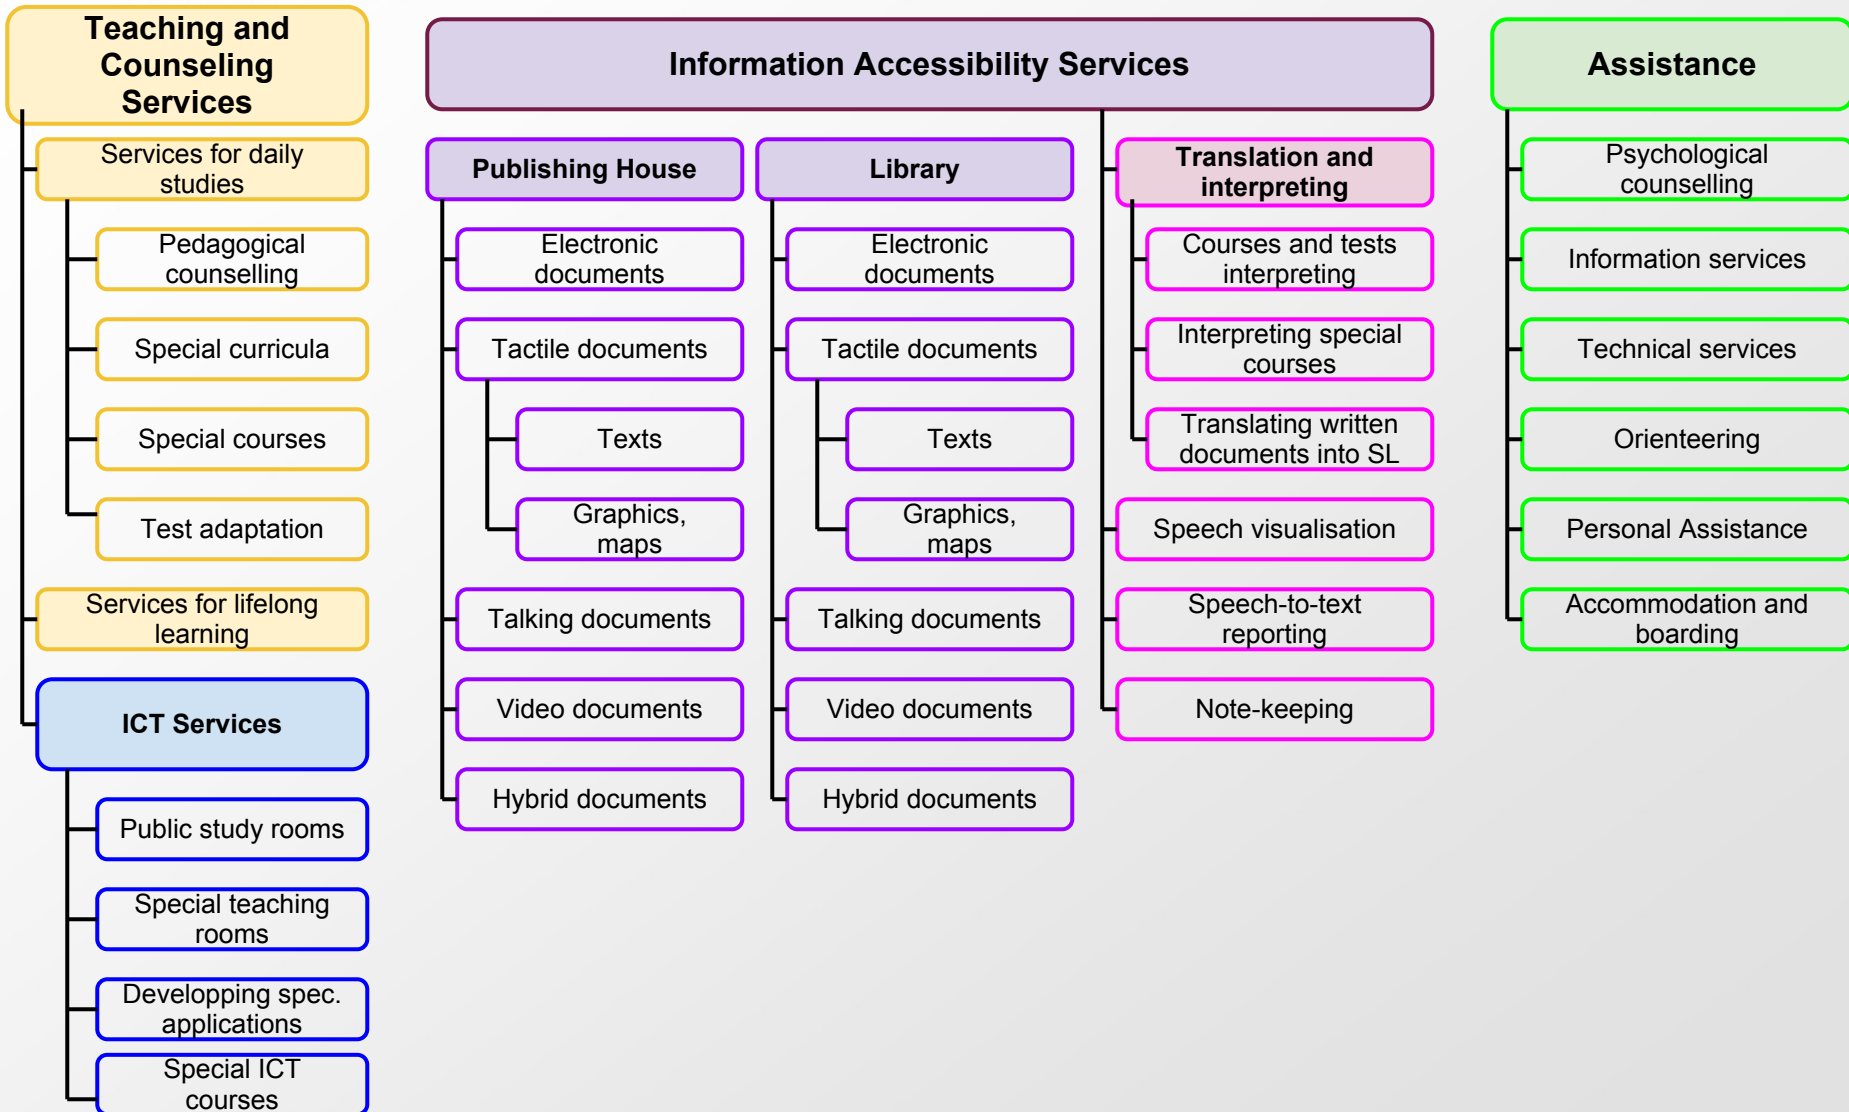 Teaching and
Counseling
Services
Services for daily
studies
Pedagogical
counselling
Special curricula
Special courses
Test adaptation
Services for lifelong
learning
ICT Services
Public study rooms
Special teaching
rooms
Developping spec.
applications
Special ICT
courses
Information Accessibility Services
Publishing House
Electronic
documents
Tactile documents
Texts
Graphics,
maps
Talking documents
Video documents
Hybrid documents
Library
Electronic
documents
Tactile documents
Texts
Graphics,
maps
Talking documents
Video documents
Hybrid documents
Translation and
interpreting
Courses and tests
interpreting
Interpreting special
courses
Translating written
documents into SL
Speech visualisation
Speech-to-text
reporting
Note-keeping
Assistance
Psychological
counselling
Information services
Technical services
Orienteering
Personal Assistance
Accommodation and
boarding